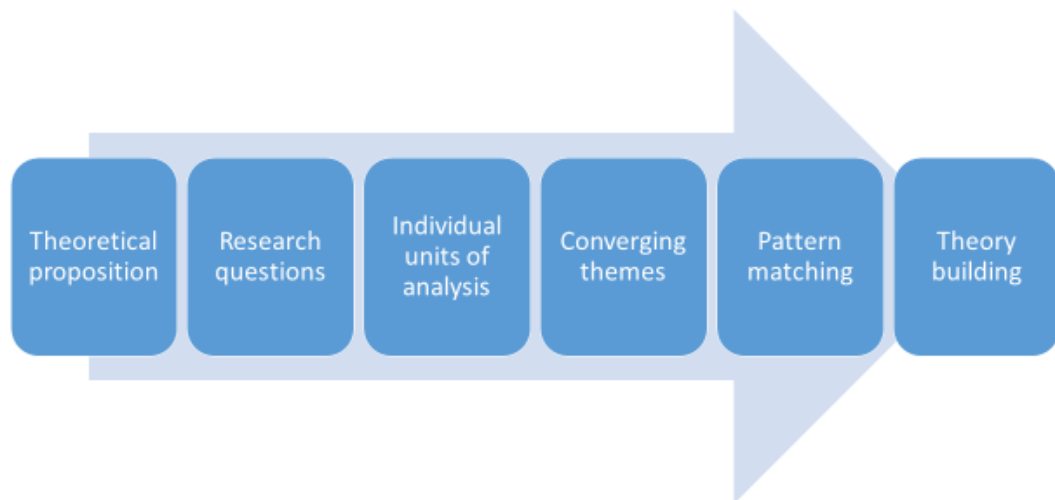 Theoretical
proposition
Research
questions
Individual
units of
analysis
Converging
themes
Pattern
matching
Theory
building